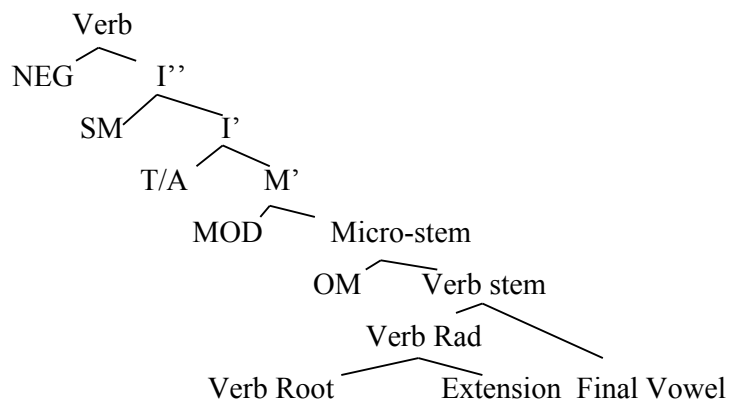 Verb
NEG I’’
SM I’
T/A M’
MOD Micro-stem
OM Verb stem
Verb Rad
Verb Root Extension Final Vowel